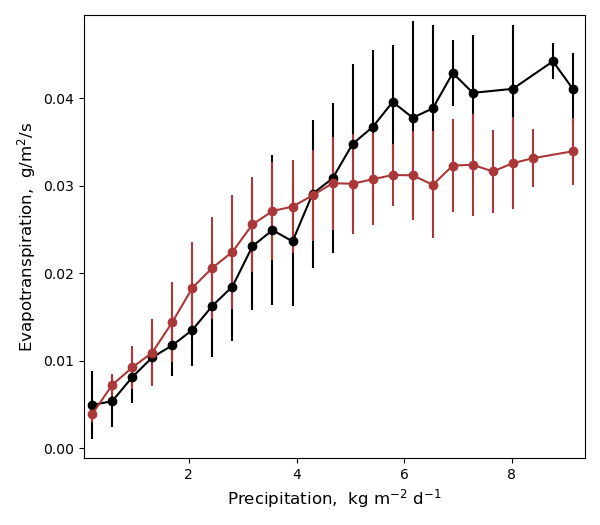 0.04
0.03
0.02
0.01
0.00
Evapotranspiration, g/m²/s
2 4 6 8
Precipitation, kg m⁻² d⁻¹